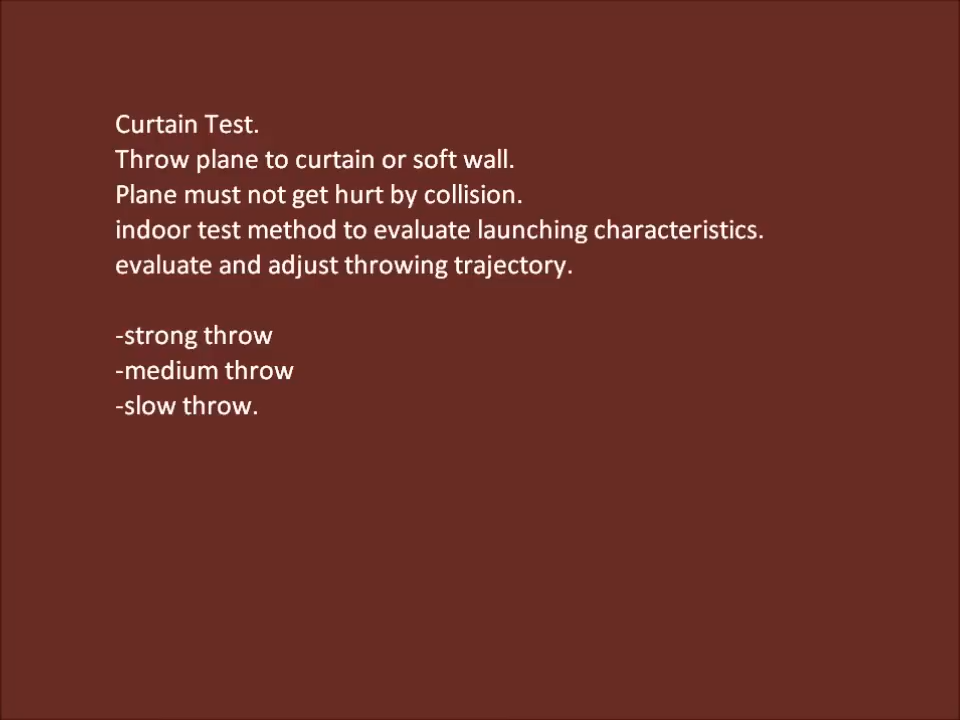 Curtain Test.
Throw plane to curtain or soft wall.
Plane must not get hurt by collision.
indoor test method to evaluate launching characteristics.
evaluate and adjust throwing trajectory.
-strong throw
-medium throw
-slow throw.